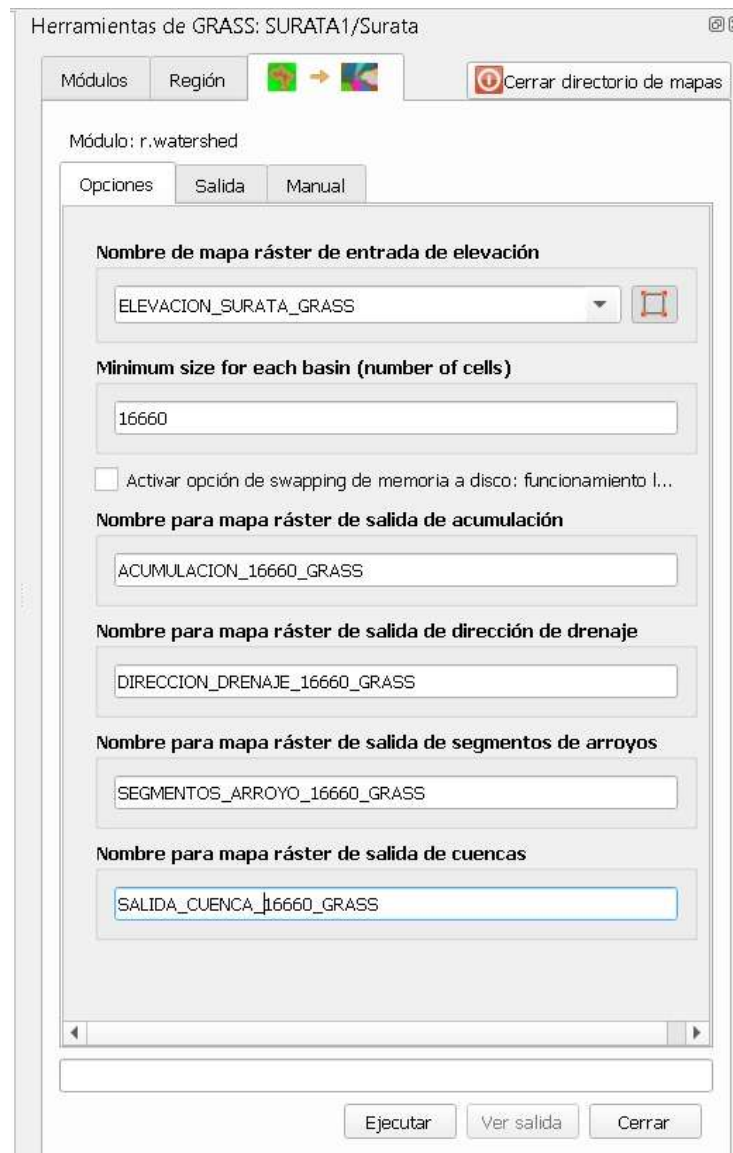 Herramientas de GRASS: SURATA1/Surata
Módulos
Región
Cerrar directorio de mapas
Módulo: r.watershed
Opciones
Salida
Manual
Nombre de mapa ráster de entrada de elevación
ELEVACION_SURATA_GRASS
Minimum size for each basin (number of cells)
16660
Activar opción de swapping de memoria a disco: funcionamiento l...
Nombre para mapa ráster de salida de acumulación
ACUMULACION_16660_GRASS
Nombre para mapa ráster de salida de dirección de drenaje
DIRECCION_DRENAJE_16660_GRASS
Nombre para mapa ráster de salida de segmentos de arroyos
SEGMENTOS_ARROYO_16660_GRASS
Nombre para mapa ráster de salida de cuencas
SALIDA_CUENCA_16660_GRASS
Ejecutar
Ver salida
Cerrar